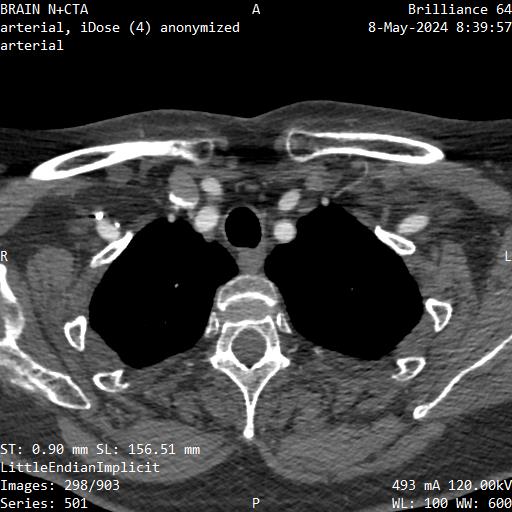 BRAIN N+CTA
A
Brilliance 64
arterial, iDose (4) anonymized
8-May-2024 8:39:57
arterial
R
L
ST: 0.90 mm SL: 156.51 mm
LittleEndianImplicit
Images: 298/903
493 mA 120.00kV
Series: 501
P
WL: 100 WW: 600